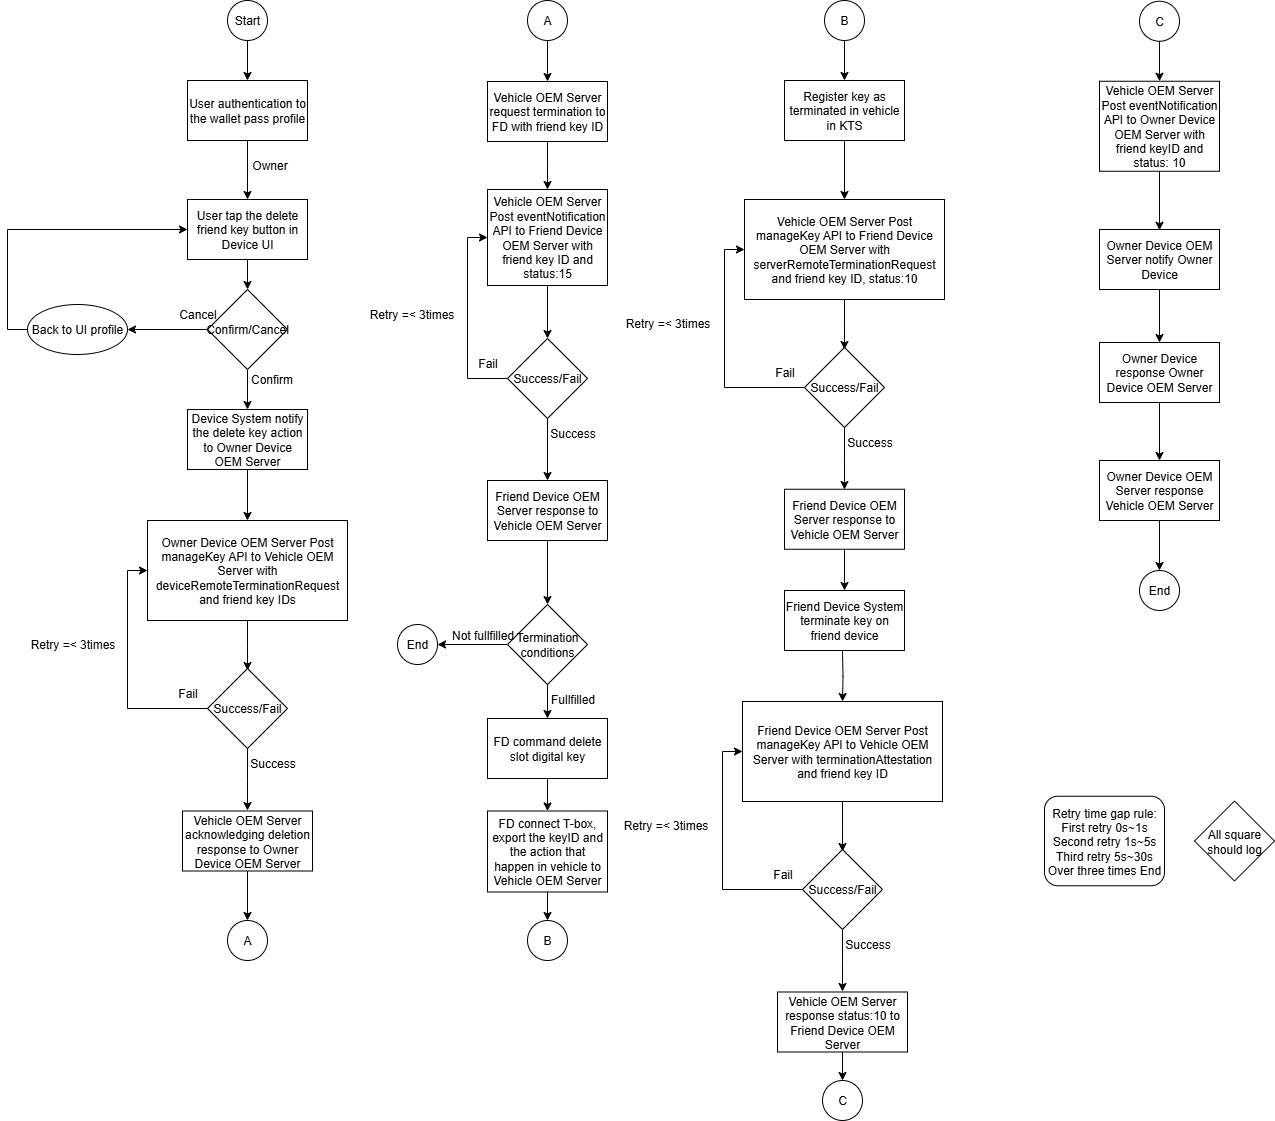 Start
User authentication to
the wallet pass profile
Owner
User tap the delete
friend key button in
Device UI
Cancel
Back to UI profile
Confirm/Cancel
Confirm
Device System notify
the delete key action
to Owner Device
OEM Server
Owner Device OEM Server Post
manageKey API to Vehicle OEM
Server with
deviceRemoteTerminationRequest
and friend key IDs
Retry =< 3times
Fail
Success/Fail
Success
Vehicle OEM Server
acknowledging deletion
response to Owner
Device OEM Server
A
A
Vehicle OEM Server
request termination to
FD with friend key ID
Vehicle OEM Server
Post eventNotification
API to Friend Device
OEM Server with
friend key ID and
status:15
Retry =< 3times
Fail
Success/Fail
Success
Friend Device OEM
Server response to
Vehicle OEM Server
End
Not fullfilled
Termination
conditions
Fullfilled
FD command delete
slot digital key
FD connect T-box,
export the keyID and
the action that
happen in vehicle to
Vehicle OEM Server
B
B
Register key as
terminated in vehicle
in KTS
Vehicle OEM Server Post
manageKey API to Friend Device
OEM Server with
serverRemoteTerminationRequest
and friend key ID, status:10
Retry =< 3times
Fail
Success/Fail
Success
Friend Device OEM
Server response to
Vehicle OEM Server
Friend Device System
terminate key on
friend device
Friend Device OEM Server Post
manageKey API to Vehicle OEM
Server with terminationAttestation
and friend key ID
Retry =< 3times
Fail
Success/Fail
Success
Vehicle OEM Server
response status:10 to
Friend Device OEM
Server
C
C
Vehicle OEM Server
Post eventNotification
API to Owner Device
OEM Server with
friend keyID and
status: 10
Owner Device OEM
Server notify Owner
Device
Owner Device
response Owner
Device OEM Server
Owner Device OEM
Server response
Vehicle OEM Server
End
Retry time gap rule:
First retry 0s~1s
Second retry 1s~5s
Third retry 5s~30s
Over three times End
All square
should log